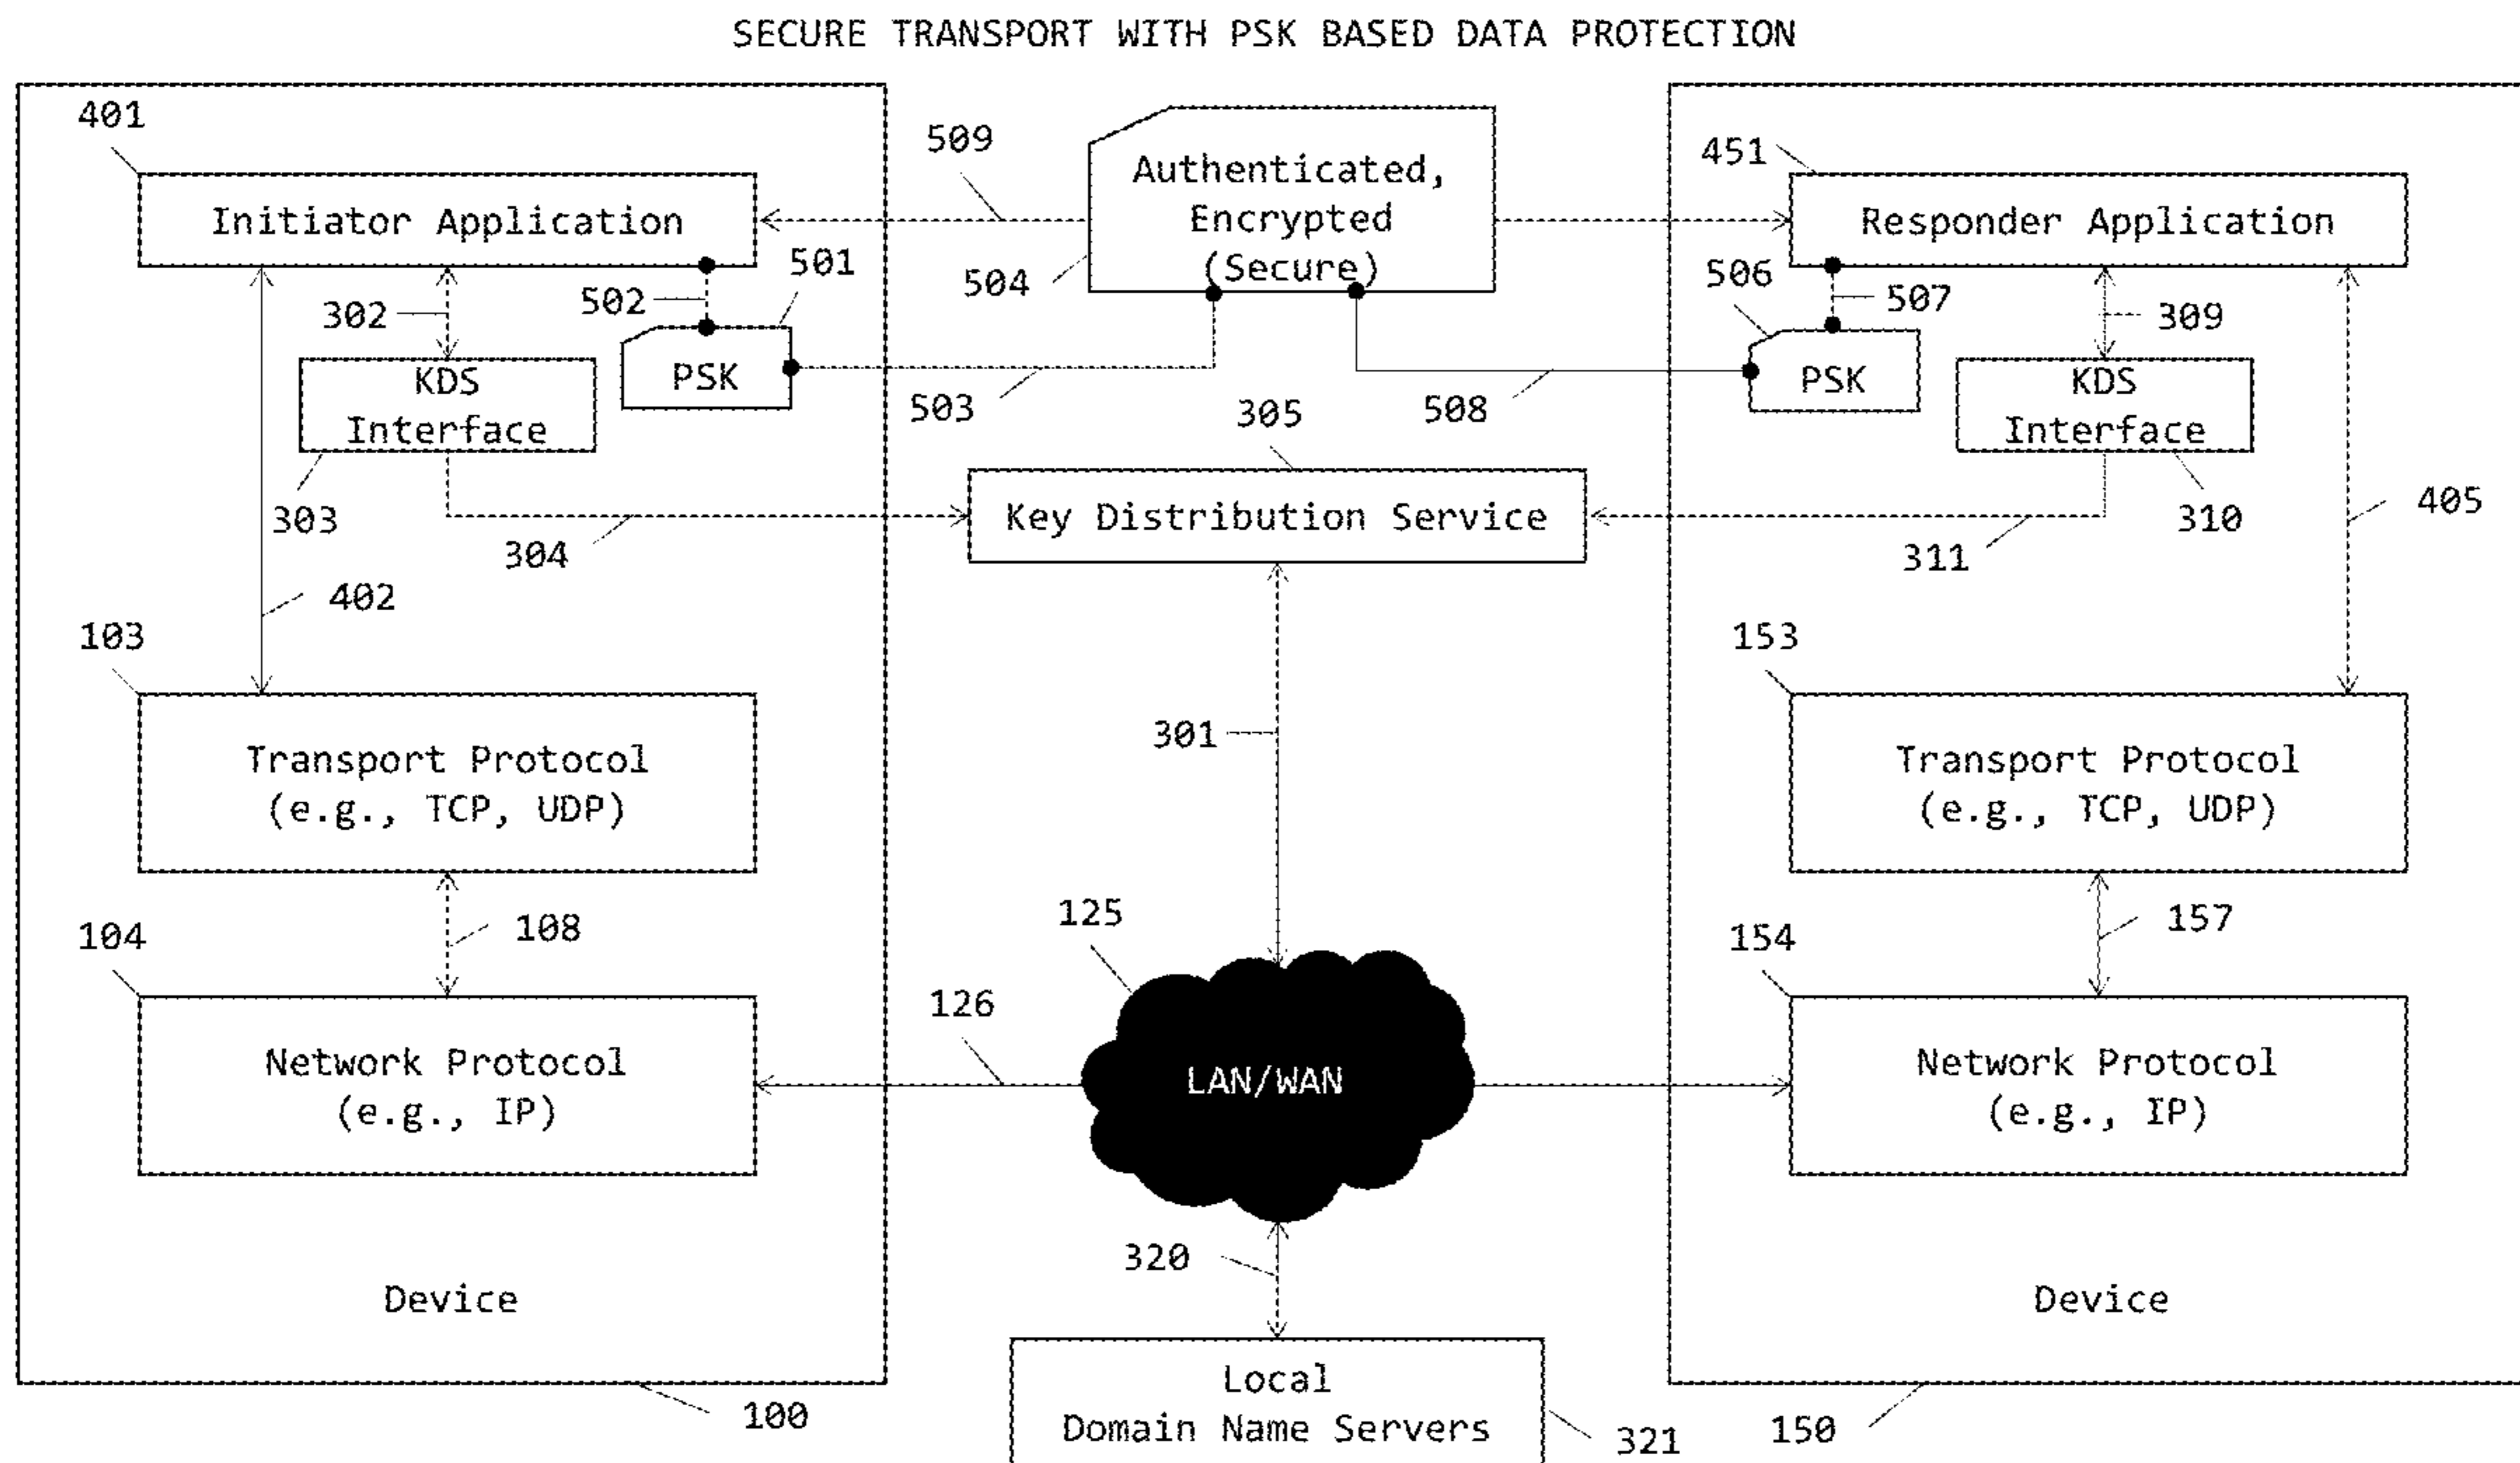 SECURE TRANSPORT WITH PSK BASED DATA PROTECTION
401
509
451
Authenticated,
Encrypted
(Secure)
Initiator Application
Responder Application
501
504
506
502
507
302
309
KDS
Interface
PSK
PSK
KDS
Interface
503
305
508
303
Key Distribution Service
310
405
304
311
402
103
153
301
Transport Protocol
(e.g., TCP, UDP)
Transport Protocol
(e.g., TCP, UDP)
125
108
157
104
154
126
Network Protocol
(e.g., IP)
LAN/WAN
Network Protocol
(e.g., IP)
320
Device
Device
Local
Domain Name Servers
100
321
150